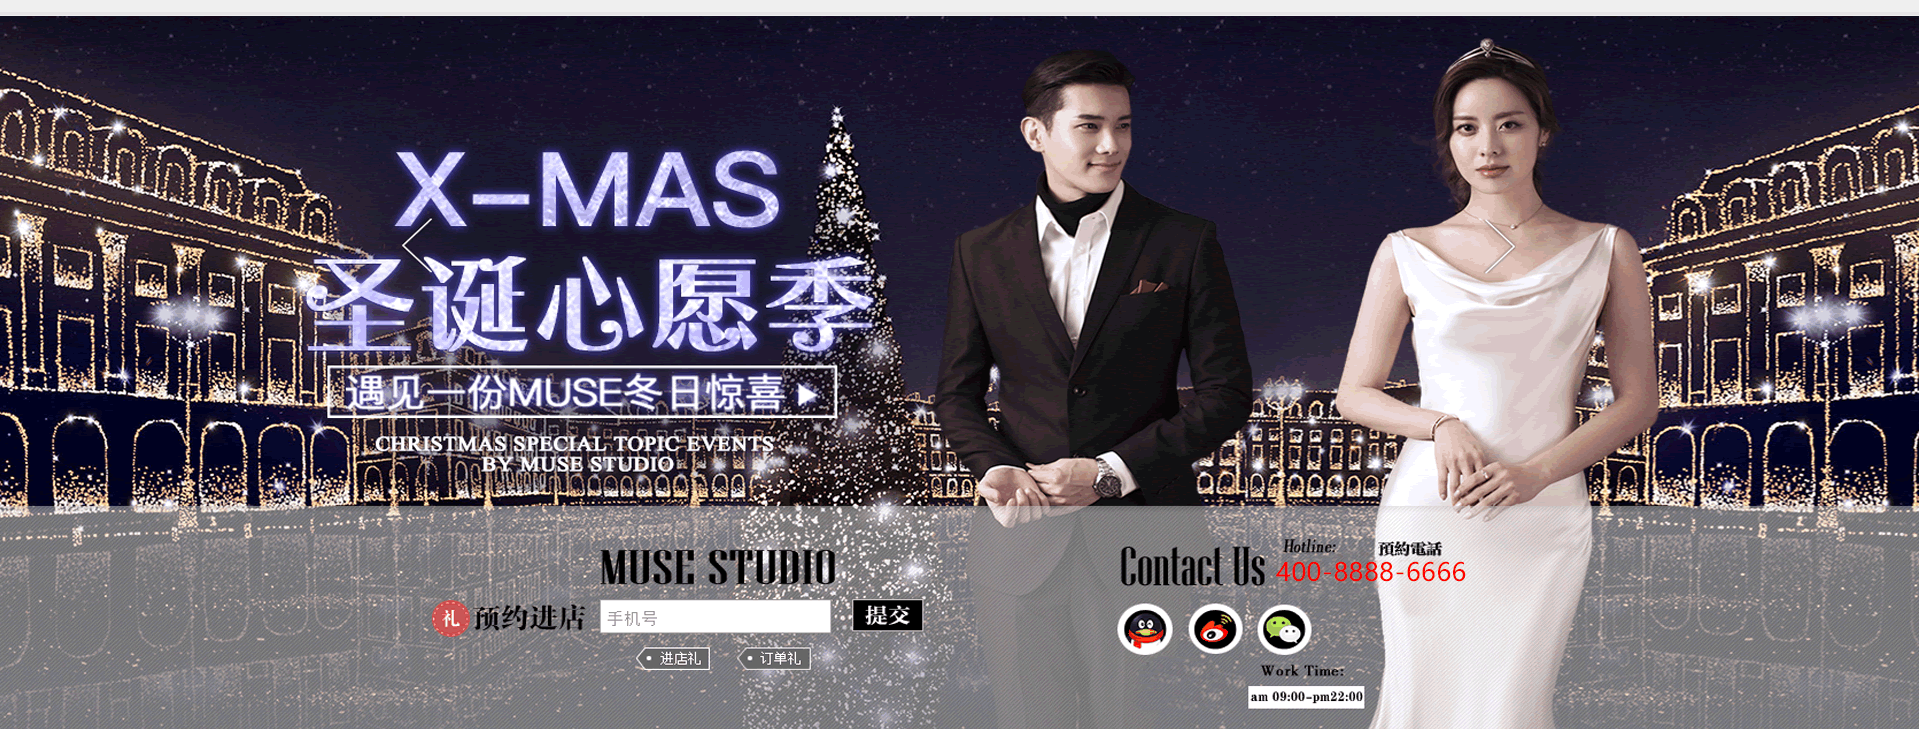 X-MAS
圣诞心愿季
遇见一份MUSE冬日惊喜
CHRISTMAS SPECIAL TOPIC EVENTS
BY MUSE STUDIO
MUSE STUDIO
礼 预约进店 手机号 提交
进店礼 订单礼
Contact Us
Hotline: 預約電話
400-8888-6666
Work Time:
am 09:00-pm22:00